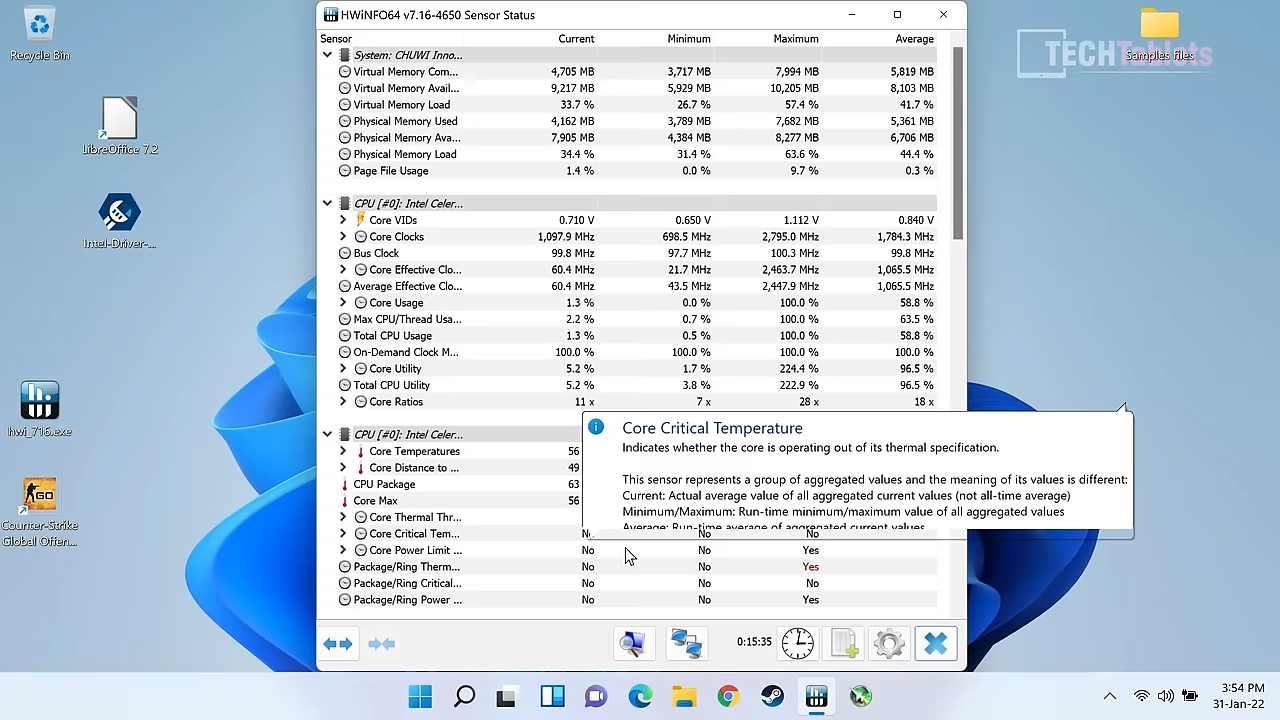 HWiNFO64 v7.16-4650 Sensor Status
Sensor Current Minimum Maximum Average
System: CHUWI Inno...
Virtual Memory Com... 4,705 MB 3,717 MB 7,994 MB 5,819 MB
Virtual Memory Avail... 9,217 MB 5,929 MB 10,205 MB 8,103 MB
Virtual Memory Load 33.7 % 26.7 % 57.4 % 41.7 %
Physical Memory Used 4,162 MB 3,789 MB 7,682 MB 5,361 MB
Physical Memory Ava... 7,905 MB 4,384 MB 8,277 MB 6,706 MB
Physical Memory Load 34.4 % 31.4 % 63.6 % 44.4 %
Page File Usage 1.4 % 0.0 % 9.7 % 0.3 %
CPU [#0]: Intel Celer...
Core VIDs 0.710 V 0.650 V 1.112 V 0.840 V
Core Clocks 1,097.9 MHz 698.5 MHz 2,795.0 MHz 1,784.3 MHz
Bus Clock 99.8 MHz 97.7 MHz 100.3 MHz 99.8 MHz
Core Effective Clo... 60.4 MHz 21.7 MHz 2,463.7 MHz 1,065.5 MHz
Average Effective Clo... 60.4 MHz 43.5 MHz 2,447.9 MHz 1,065.5 MHz
Core Usage 1.3 % 0.0 % 100.0 % 58.8 %
Max CPU/Thread Usa... 2.2 % 0.7 % 100.0 % 63.5 %
Total CPU Usage 1.3 % 0.5 % 100.0 % 58.8 %
On-Demand Clock M... 100.0 % 100.0 % 100.0 % 100.0 %
Core Utility 5.2 % 1.7 % 224.4 % 96.5 %
Total CPU Utility 5.2 % 3.8 % 222.9 % 96.5 %
Core Ratios 11 x 7 x 28 x 18 x
CPU [#0]: Intel Celer...
Core Temperatures 56
Core Distance to ... 49
CPU Package 63
Core Max 56
Core Thermal Thr...
Core Critical Tem... No No No
Core Power Limit ... No No Yes
Package/Ring Therm... No No Yes
Package/Ring Critical... No No No
Package/Ring Power ... No No Yes
Core Critical Temperature
Indicates whether the core is operating out of its thermal specification.
This sensor represents a group of aggregated values and the meaning of its values is different:
Current: Actual average value of all aggregated current values (not all-time average)
Minimum/Maximum: Run-time minimum/maximum value of all aggregated values
Average: Run-time average of aggregated current values
0:15:35
Recycle Bin
LibreOffice 7.2
Intel-Driver-...
hwi_716.exe
GO
Counter-Strike
Global Offen...
TECHTablets
Samples files
3:54 PM
31-Jan-22